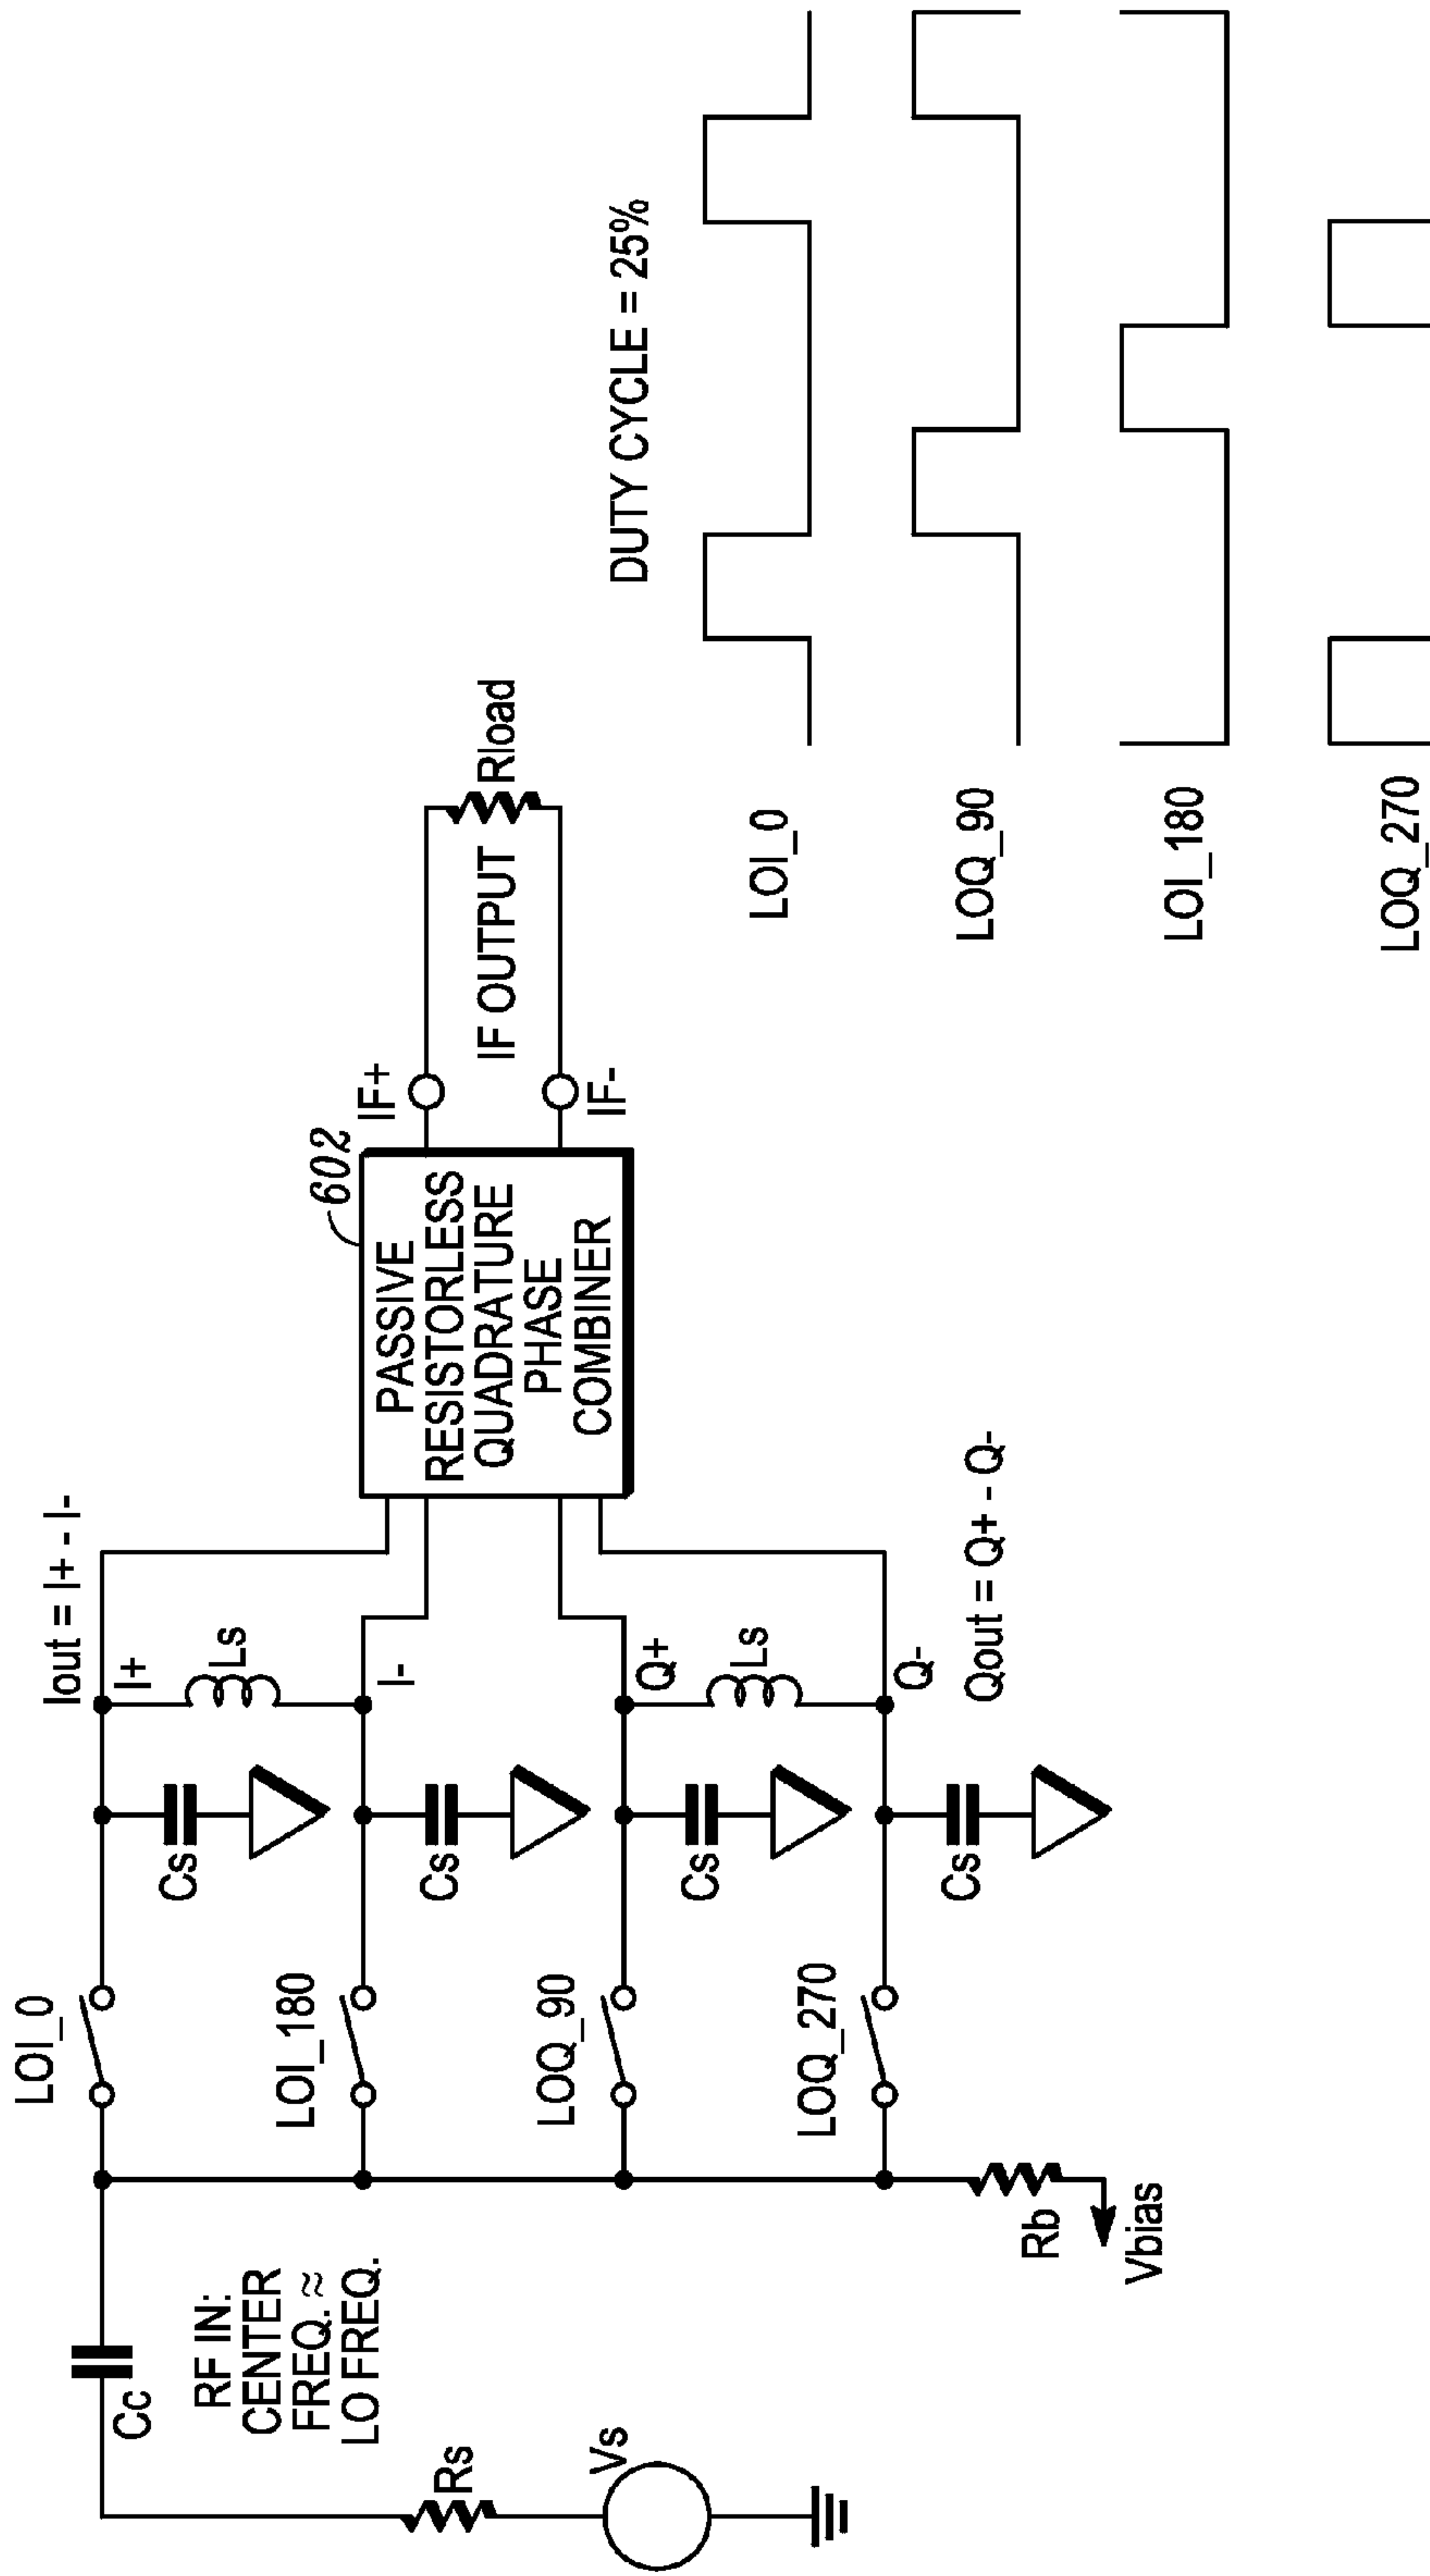 Iout = I+ - I-
LOI_0
I+
Cc
Cs
Ls
RF IN:
CENTER
FREQ. ≈
LO FREQ.
LOI_180
I-
602
PASSIVE
RESISTORLESS
QUADRATURE
PHASE
COMBINER
IF+
IF OUTPUT
IF-
Rload
Rs
Vs
Cs
LOQ_90
Q+
Cs
Ls
LOQ_270
Q-
Cs
Qout = Q+ - Q-
Rb
Vbias
DUTY CYCLE = 25%
LOI_0
LOQ_90
LOI_180
LOQ_270